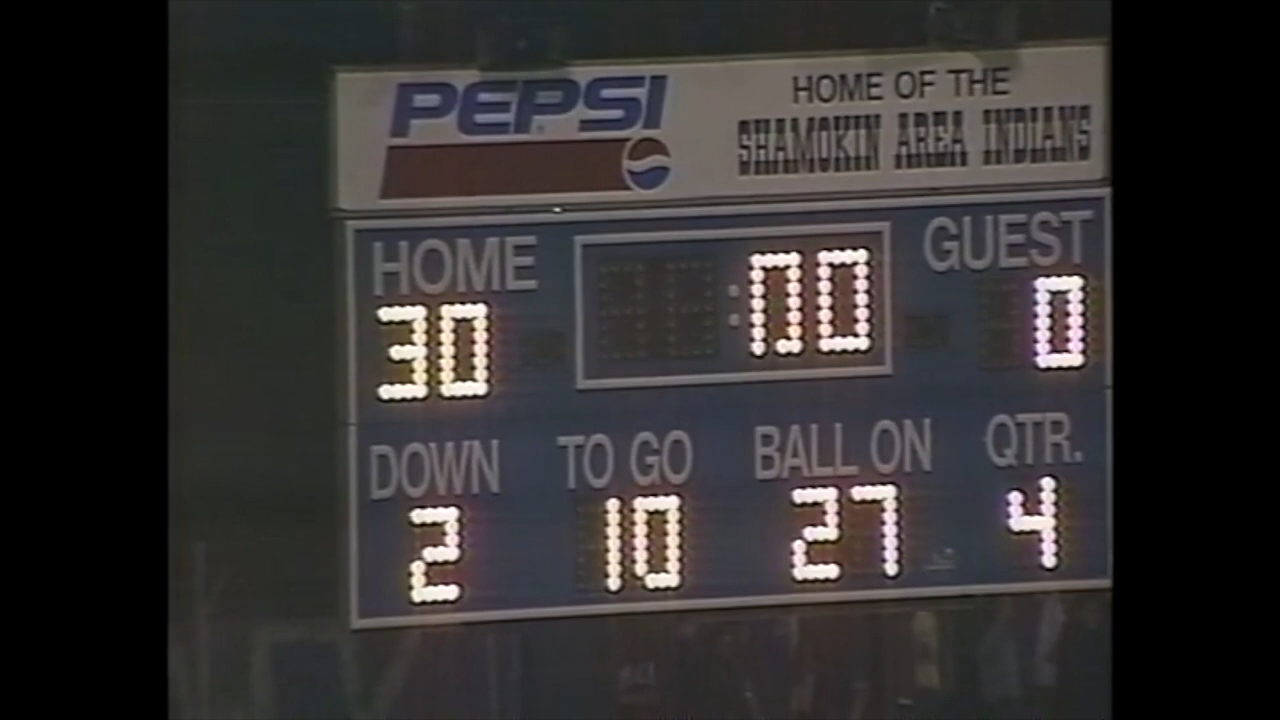 PEPSI
HOME OF THE
SHAMOKIN AREA INDIANS
HOME
:00
GUEST
30
0
DOWN
TO GO
BALL ON
QTR.
2
10
27
4